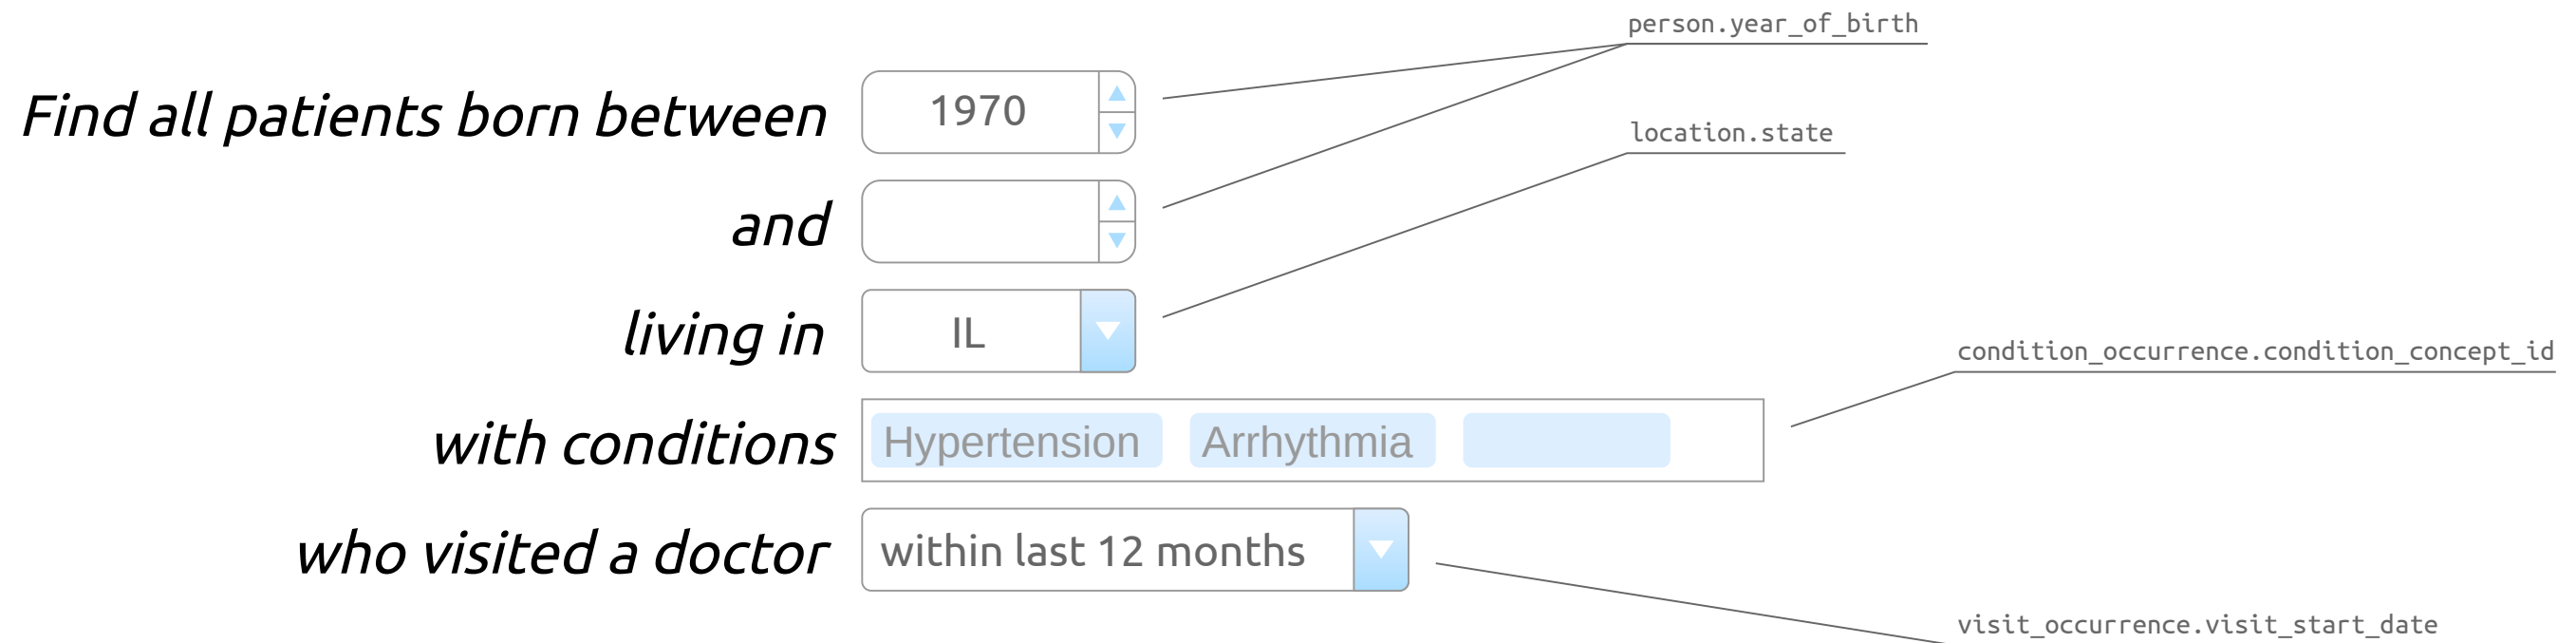 person.year_of_birth
Find all patients born between 1970
location.state
and
living in IL
condition_occurrence.condition_concept_id
with conditions Hypertension Arrhythmia
who visited a doctor within last 12 months
visit_occurrence.visit_start_date